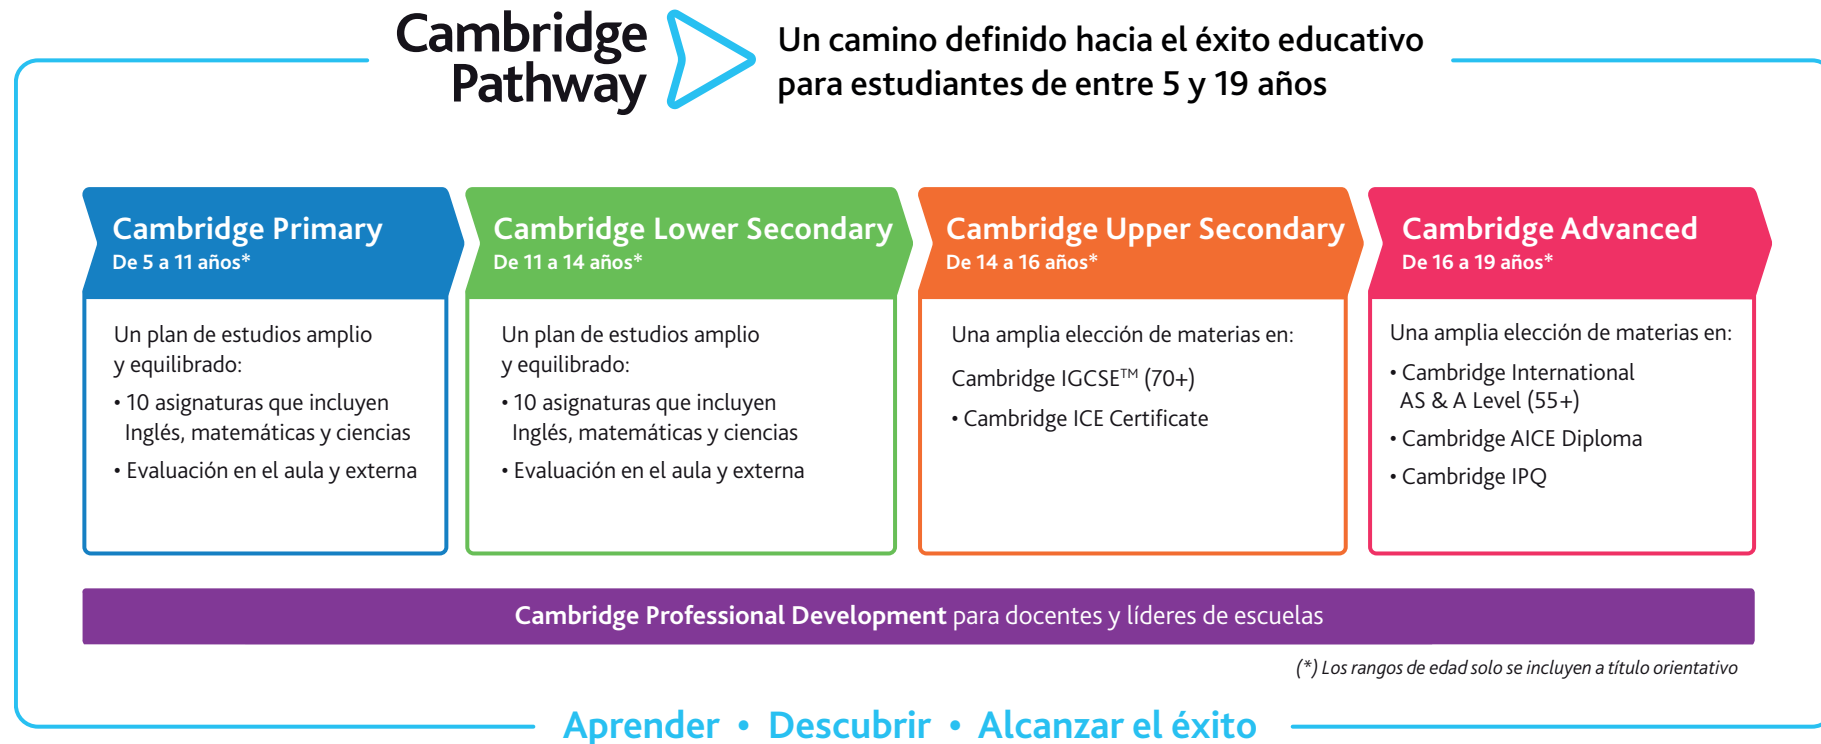 Cambridge
Pathway
Un camino definido hacia el éxito educativo
para estudiantes de entre 5 y 19 años
Cambridge Primary
De 5 a 11 años*
Un plan de estudios amplio
y equilibrado:
• 10 asignaturas que incluyen
Inglés, matemáticas y ciencias
• Evaluación en el aula y externa
Cambridge Lower Secondary
De 11 a 14 años*
Un plan de estudios amplio
y equilibrado:
• 10 asignaturas que incluyen
Inglés, matemáticas y ciencias
• Evaluación en el aula y externa
Cambridge Upper Secondary
De 14 a 16 años*
Una amplia elección de materias en:
Cambridge IGCSE™ (70+)
• Cambridge ICE Certificate
Cambridge Advanced
De 16 a 19 años*
Una amplia elección de materias en:
• Cambridge International
AS & A Level (55+)
• Cambridge AICE Diploma
• Cambridge IPQ
Cambridge Professional Development para docentes y líderes de escuelas
(*) Los rangos de edad solo se incluyen a título orientativo
Aprender • Descubrir • Alcanzar el éxito